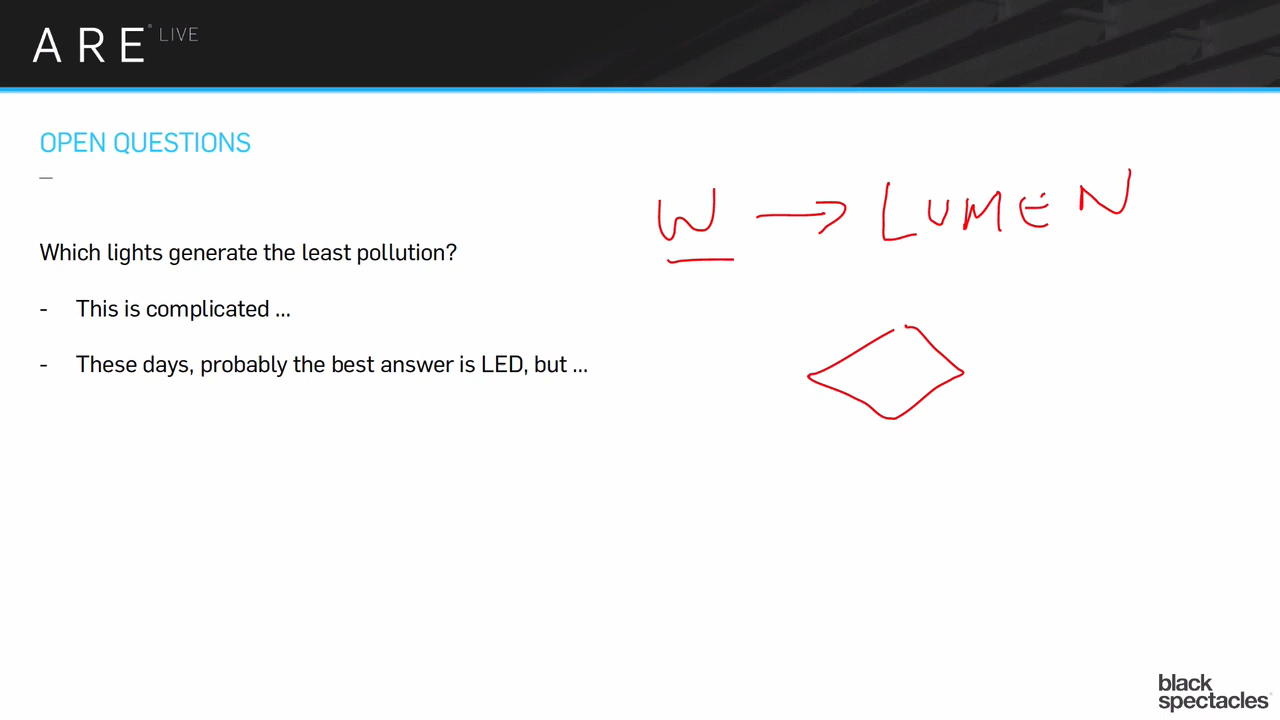 ARE® LIVE
OPEN QUESTIONS
–
W → LUMEN
Which lights generate the least pollution?
- This is complicated ...
- These days, probably the best answer is LED, but ...
black
spectacles®